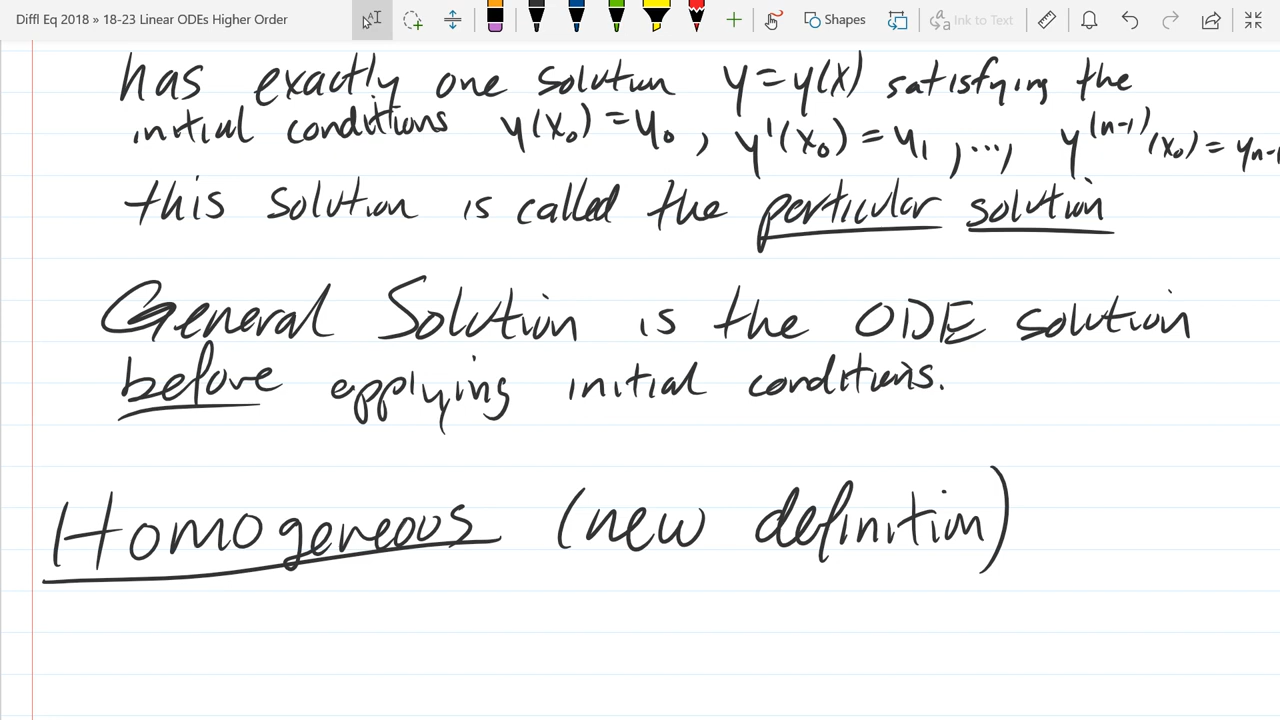 Diffl Eq 2018 » 18-23 Linear ODEs Higher Order
Shapes
Ink to Text
has exactly one solution y=y(x) satisfying the
initial conditions y(x₀)=y₀, y'(x₀)=y₁, ..., y⁽ⁿ⁻¹⁾(x₀)=yn-1
this solution is called the particular solution
General Solution is the ODE solution
before applying initial conditions.
Homogeneous (new definition)